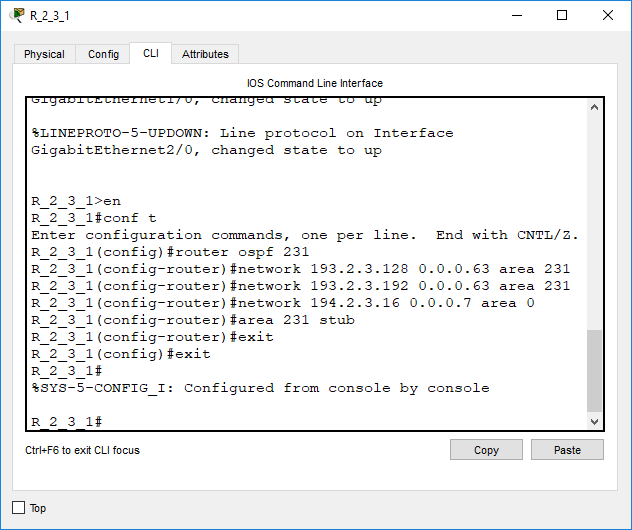 R_2_3_1
Physical
Config
CLI
Attributes
IOS Command Line Interface
GigabitEthernet1/0, changed state to up
%LINEPROTO-5-UPDOWN: Line protocol on Interface
GigabitEthernet2/0, changed state to up
R_2_3_1>en
R_2_3_1#conf t
Enter configuration commands, one per line.  End with CNTL/Z.
R_2_3_1(config)#router ospf 231
R_2_3_1(config-router)#network 193.2.3.128 0.0.0.63 area 231
R_2_3_1(config-router)#network 193.2.3.192 0.0.0.63 area 231
R_2_3_1(config-router)#network 194.2.3.16 0.0.0.7 area 0
R_2_3_1(config-router)#area 231 stub
R_2_3_1(config-router)#exit
R_2_3_1(config)#exit
R_2_3_1#
%SYS-5-CONFIG_I: Configured from console by console
R_2_3_1#
Ctrl+F6 to exit CLI focus
Copy
Paste
Top